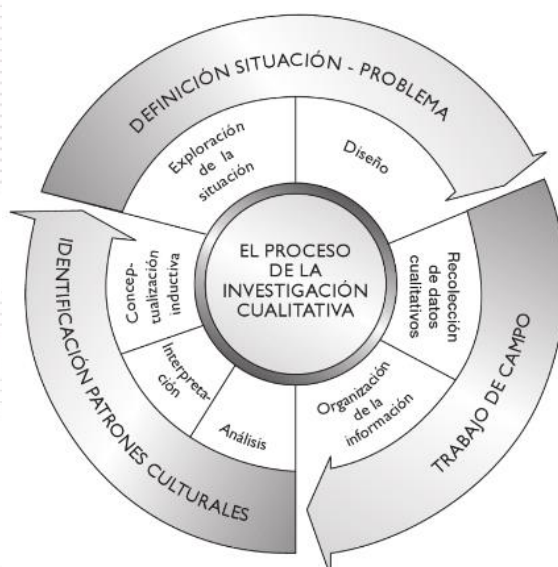 DEFINICIÓN SITUACIÓN - PROBLEMA
Exploración
de la
situación
Diseño
EL PROCESO
DE LA
INVESTIGACIÓN
CUALITATIVA
Recolección
de datos
cualitativos
Organización
de la
información
TRABAJO DE CAMPO
Análisis
Interpreta-
ción
Concep-
tualización
inductiva
IDENTIFICACIÓN PATRONES CULTURALES